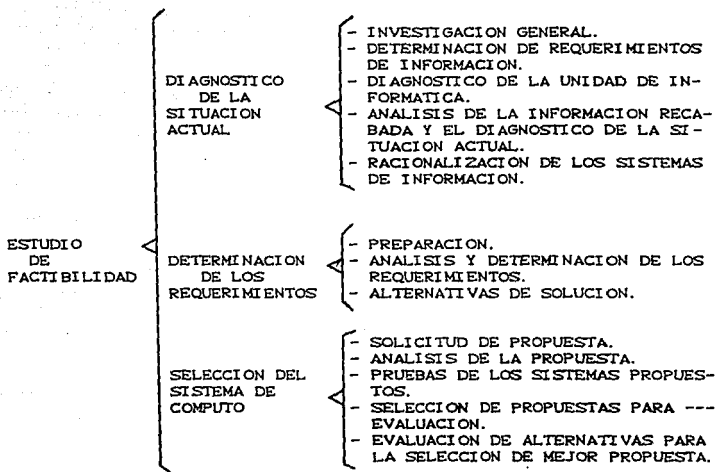 ESTUDIO
DE
FACTIBILIDAD
DIAGNOSTICO
DE LA
SITUACION
ACTUAL
- INVESTIGACION GENERAL.
- DETERMINACION DE REQUERIMIENTOS
DE INFORMACION.
- DIAGNOSTICO DE LA UNIDAD DE IN-
FORMATICA.
- ANALISIS DE LA INFORMACION RECA-
BADA Y EL DIAGNOSTICO DE LA SI-
TUACION ACTUAL.
- RACIONALIZACION DE LOS SISTEMAS
DE INFORMACION.
DETERMINACION
DE LOS
REQUERIMIENTOS
- PREPARACION.
- ANALISIS Y DETERMINACION DE LOS
REQUERIMIENTOS.
- ALTERNATIVAS DE SOLUCION.
SELECCION DEL
SISTEMA DE
COMPUTO
- SOLICITUD DE PROPUESTA.
- ANALISIS DE LA PROPUESTA.
- PRUEBAS DE LOS SISTEMAS PROPUES-
TOS.
- SELECCION DE PROPUESTAS PARA ---
EVALUACION.
- EVALUACION DE ALTERNATIVAS PARA
LA SELECCION DE MEJOR PROPUESTA.